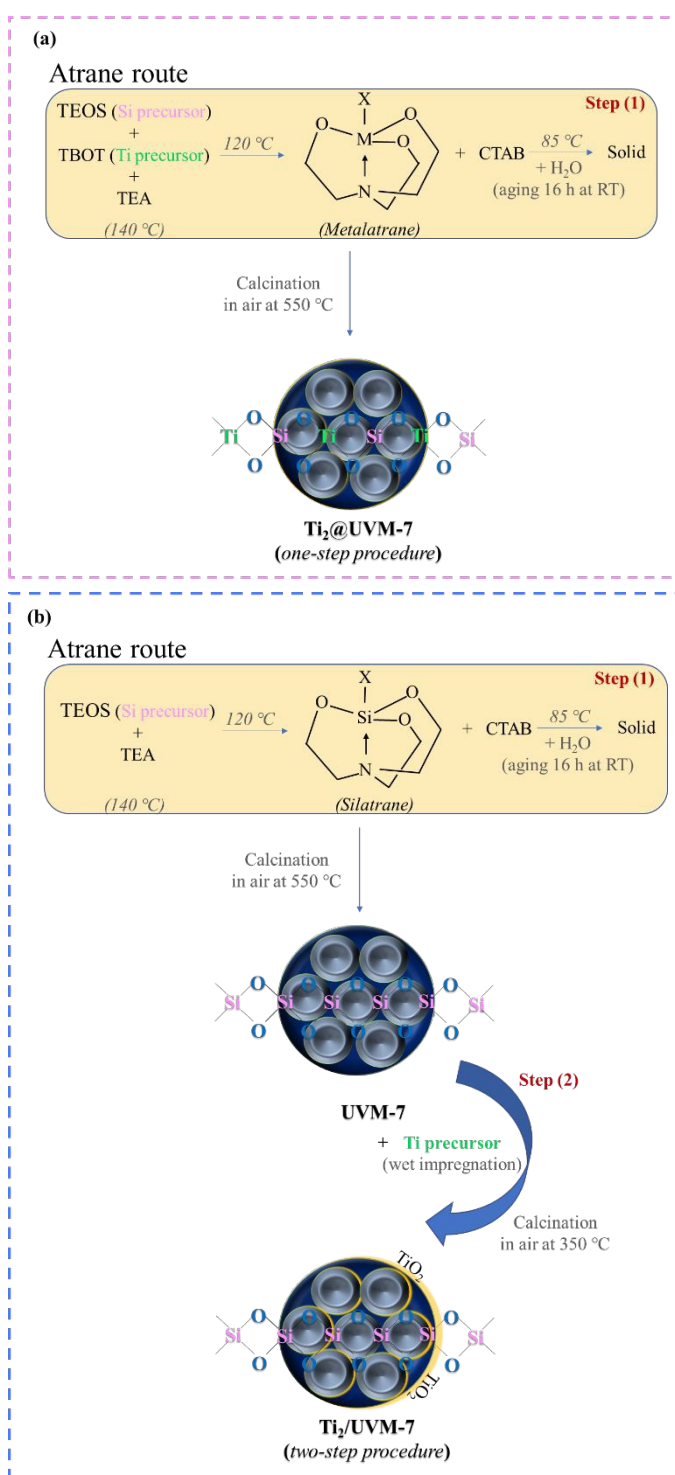 (a)
Atrane route
Step (1)
TEOS (Si precursor)
+
TBOT (Ti precursor)
+
TEA
(140 °C)
120 °C
X
O
O
M
O
N
(Metalatrane)
+ CTAB
85 °C
+ H₂O
(aging 16 h at RT)
Solid
Calcination
in air at 550 °C
O O O O O O
Ti Si Ti Si Ti Si
O O O O O O
Ti₂@UVM-7
(one-step procedure)
(b)
Atrane route
Step (1)
TEOS (Si precursor)
+
TEA
(140 °C)
120 °C
X
O
O
Si
O
N
(Silatrane)
+ CTAB
85 °C
+ H₂O
(aging 16 h at RT)
Solid
Calcination
in air at 550 °C
O O O O O
Si Si Si Si Si Si
O O O O O
UVM-7
Step (2)
+ Ti precursor
(wet impregnation)
Calcination
in air at 350 °C
TiO₂
O O O O O
Si Si Si Si Si Si
O O O O O
TiO₂
Ti₂/UVM-7
(two-step procedure)